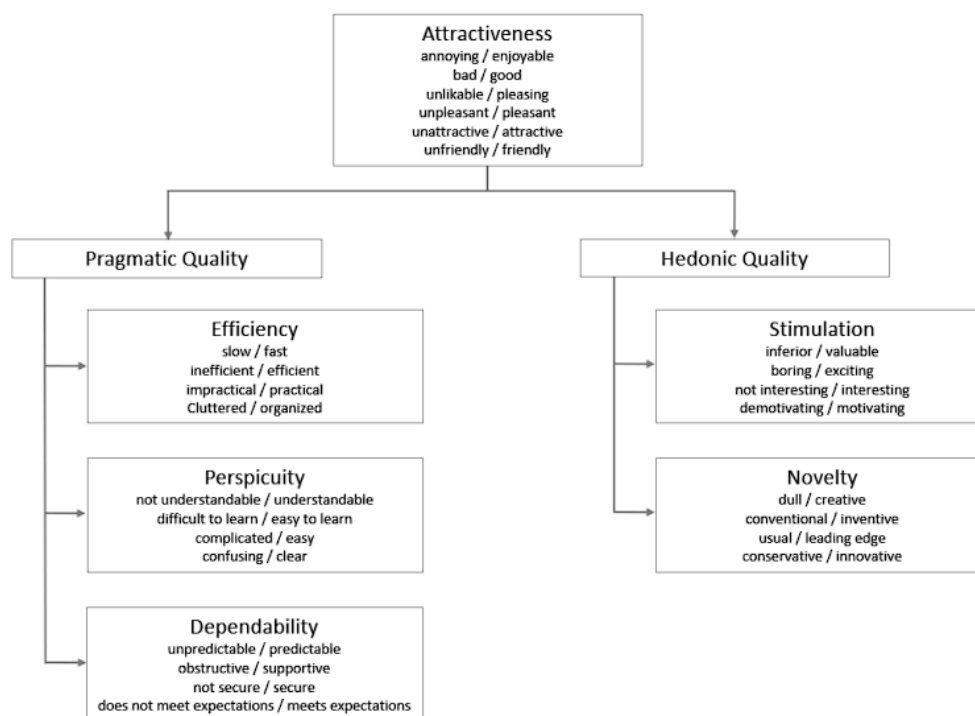 Attractiveness
annoying / enjoyable
bad / good
unlikable / pleasing
unpleasant / pleasant
unattractive / attractive
unfriendly / friendly
Pragmatic Quality
Hedonic Quality
Efficiency
slow / fast
inefficient / efficient
impractical / practical
Cluttered / organized
Stimulation
inferior / valuable
boring / exciting
not interesting / interesting
demotivating / motivating
Perspicuity
not understandable / understandable
difficult to learn / easy to learn
complicated / easy
confusing / clear
Novelty
dull / creative
conventional / inventive
usual / leading edge
conservative / innovative
Dependability
unpredictable / predictable
obstructive / supportive
not secure / secure
does not meet expectations / meets expectations